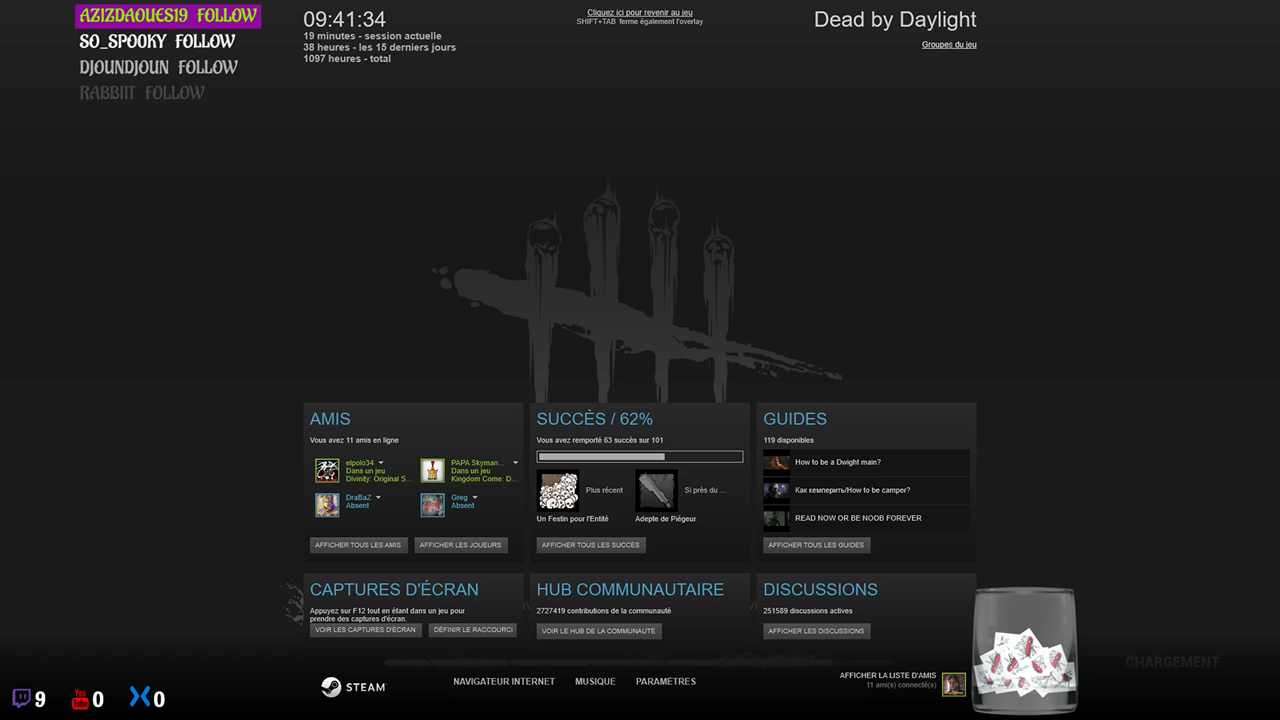 AZIZDAOUES19 FOLLOW
SO_SPOOKY FOLLOW
DJOUNDJOUN FOLLOW
RABBIIT FOLLOW
09:41:34
19 minutes - session actuelle
38 heures - les 15 derniers jours
1097 heures - total
Cliquez ici pour revenir au jeu
SHIFT+TAB ferme également l'overlay
Dead by Daylight
Groupes du jeu
AMIS
Vous avez 11 amis en ligne
elpolo34
Dans un jeu
Divinity: Original S...
PAPA Skyman...
Dans un jeu
Kingdom Come: D...
DraBaZ
Absent
Greg
Absent
AFFICHER TOUS LES AMIS
AFFICHER LES JOUEURS
SUCCÈS / 62%
Vous avez remporté 63 succès sur 101
Plus récent
Si près du ...
Un Festin pour l'Entité
Adepte de Piégeur
AFFICHER TOUS LES SUCCÈS
GUIDES
119 disponibles
How to be a Dwight main?
Как кемперить/How to be camper?
READ NOW OR BE NOOB FOREVER
AFFICHER TOUS LES GUIDES
CAPTURES D'ÉCRAN
Appuyez sur F12 tout en étant dans un jeu pour
prendre des captures d'écran.
VOIR LES CAPTURES D'ÉCRAN
DÉFINIR LE RACCOURCI
HUB COMMUNAUTAIRE
2727419 contributions de la communauté
VOIR LE HUB DE LA COMMUNAUTÉ
DISCUSSIONS
251589 discussions actives
AFFICHER LES DISCUSSIONS
CHARGEMENT
STEAM
NAVIGATEUR INTERNET
MUSIQUE
PARAMÈTRES
AFFICHER LA LISTE D'AMIS
11 ami(s) connecté(s)
9
You Tube
0
0